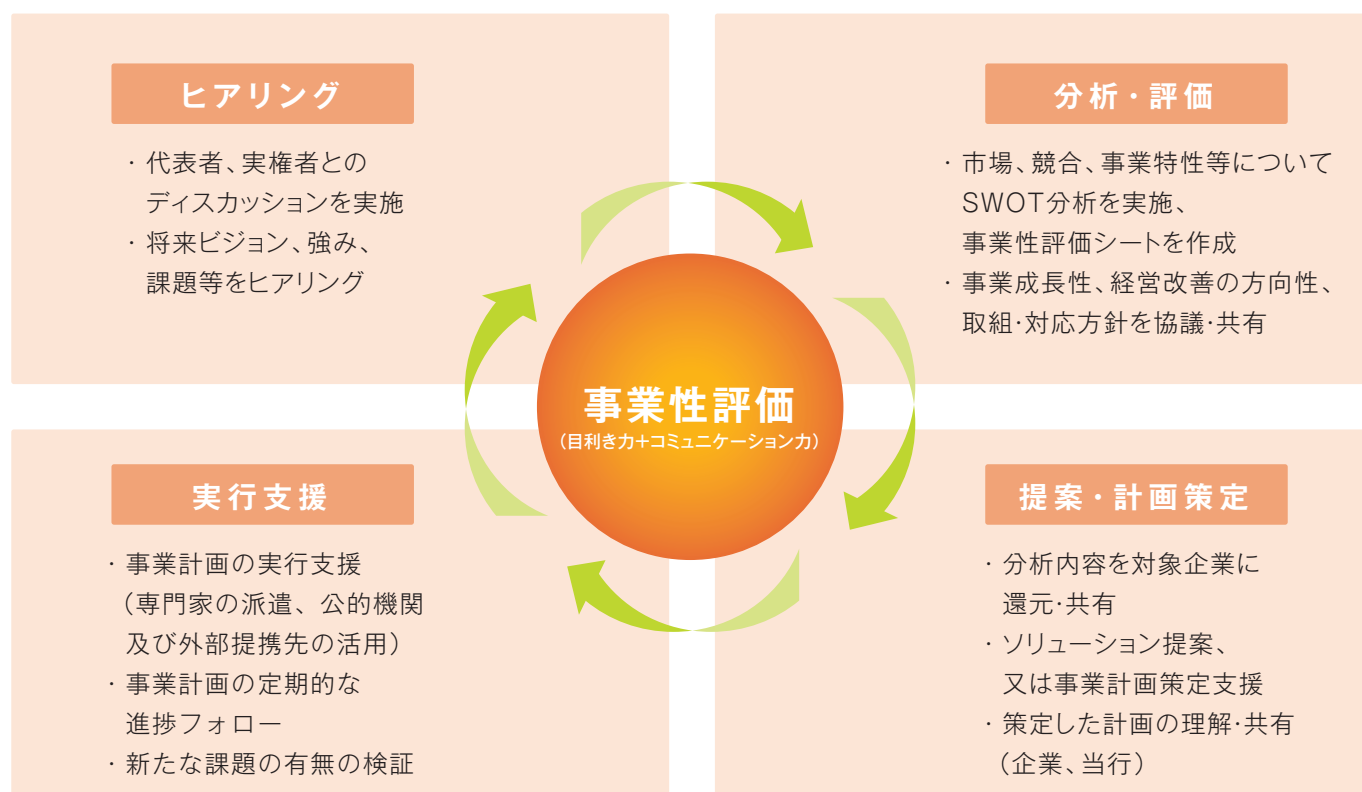 ヒアリング
・代表者、実権者との
ディスカッションを実施
・将来ビジョン、強み、
課題等をヒアリング
分析・評価
・市場、競合、事業特性等について
SWOT分析を実施、
事業性評価シートを作成
・事業成長性、経営改善の方向性、
取組・対応方針を協議・共有
事業性評価
(目利き力+コミュニケーション力)
実行支援
・事業計画の実行支援
(専門家の派遣、公的機関
及び外部提携先の活用)
・事業計画の定期的な
進捗フォロー
・新たな課題の有無の検証
提案・計画策定
・分析内容を対象企業に
還元・共有
・ソリューション提案、
又は事業計画策定支援
・策定した計画の理解・共有
(企業、当行)